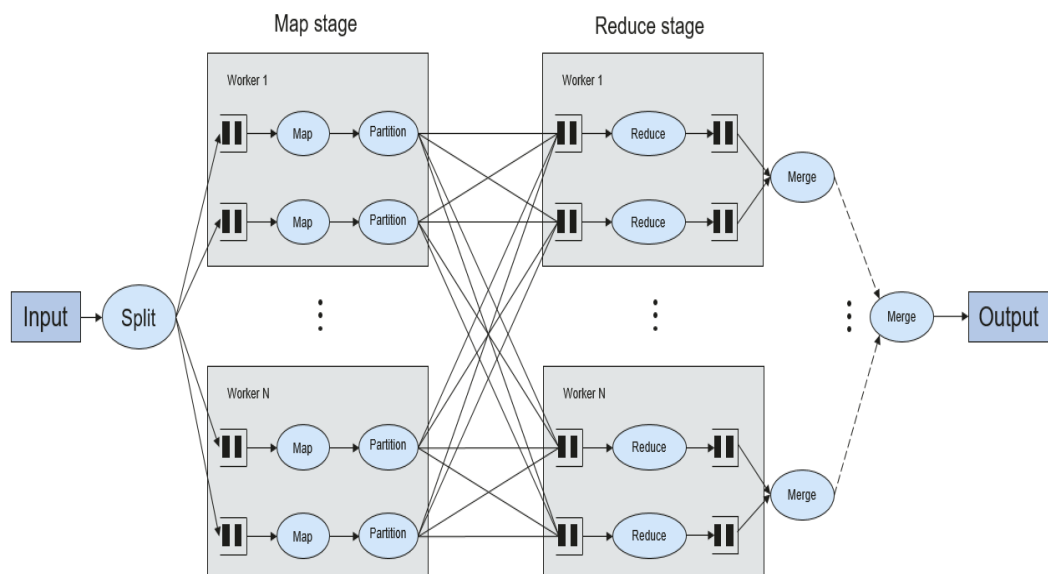 Map stage
Reduce stage
Worker 1
Worker 1
Map
Partition
Reduce
Merge
Map
Partition
Reduce
Input
Split
Merge
Output
Worker N
Worker N
Map
Partition
Reduce
Merge
Map
Partition
Reduce